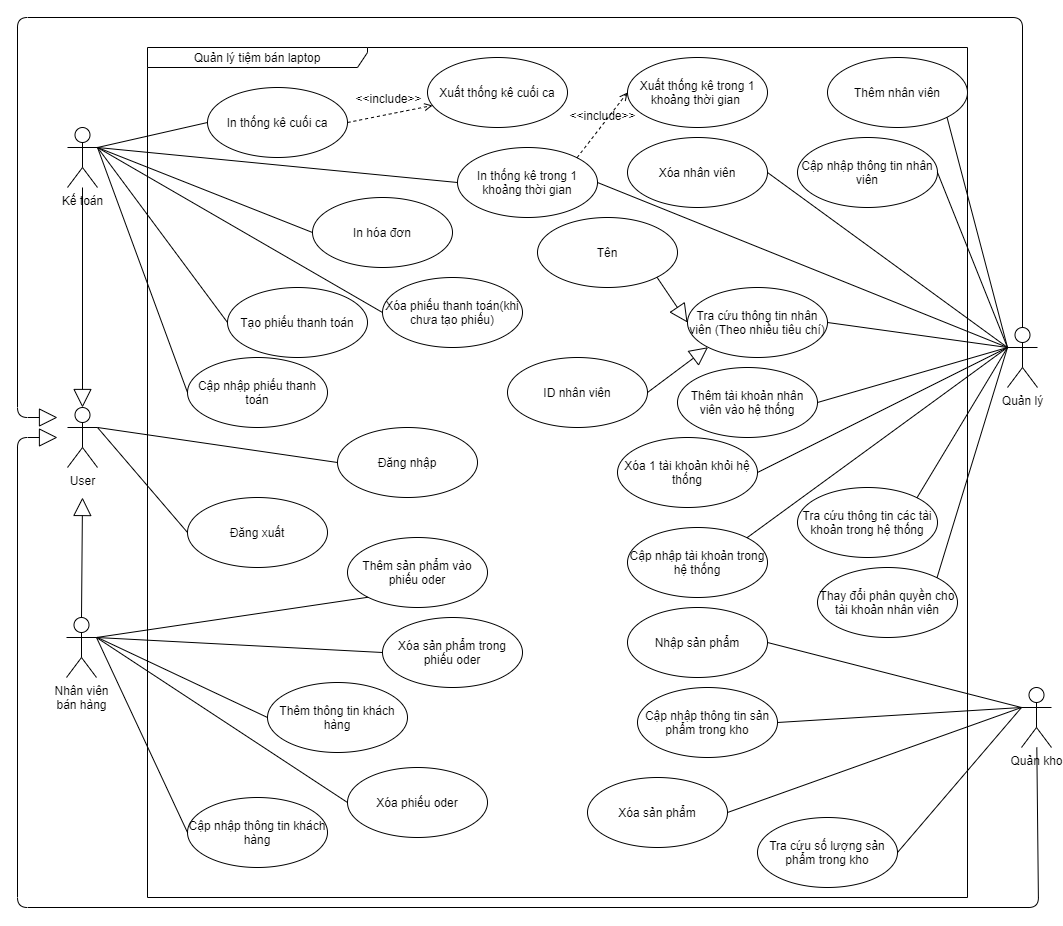 Quản lý tiệm bán laptop
Xuất thống kê cuối ca
<<include>>
In thống kê cuối ca
Xuất thống kê trong 1
khoảng thời gian
<<include>>
Thêm nhân viên
Kế toán
In thống kê trong 1
khoảng thời gian
Xóa nhân viên
Cập nhập thông tin nhân
viên
In hóa đơn
Tên
Xóa phiếu thanh toán(khi
chưa tạo phiếu)
Tạo phiếu thanh toán
Tra cứu thông tin nhân
viên (Theo nhiều tiêu chí)
Cập nhập phiếu thanh
toán
ID nhân viên
Thêm tài khoản nhân
viên vào hệ thống
Quản lý
User
Đăng nhập
Xóa 1 tài khoản khỏi hệ
thống
Đăng xuất
Tra cứu thông tin các tài
khoản trong hệ thống
Thêm sản phẩm vào
phiếu oder
Cập nhập tài khoản trong
hệ thống
Thay đổi phân quyền cho
tài khoản nhân viên
Xóa sản phẩm trong
phiếu oder
Nhập sản phẩm
Nhân viên
bán hàng
Thêm thông tin khách
hàng
Cập nhập thông tin sản
phẩm trong kho
Quản kho
Xóa phiếu oder
Xóa sản phẩm
Cập nhập thông tin khách
hàng
Tra cứu số lượng sản
phẩm trong kho